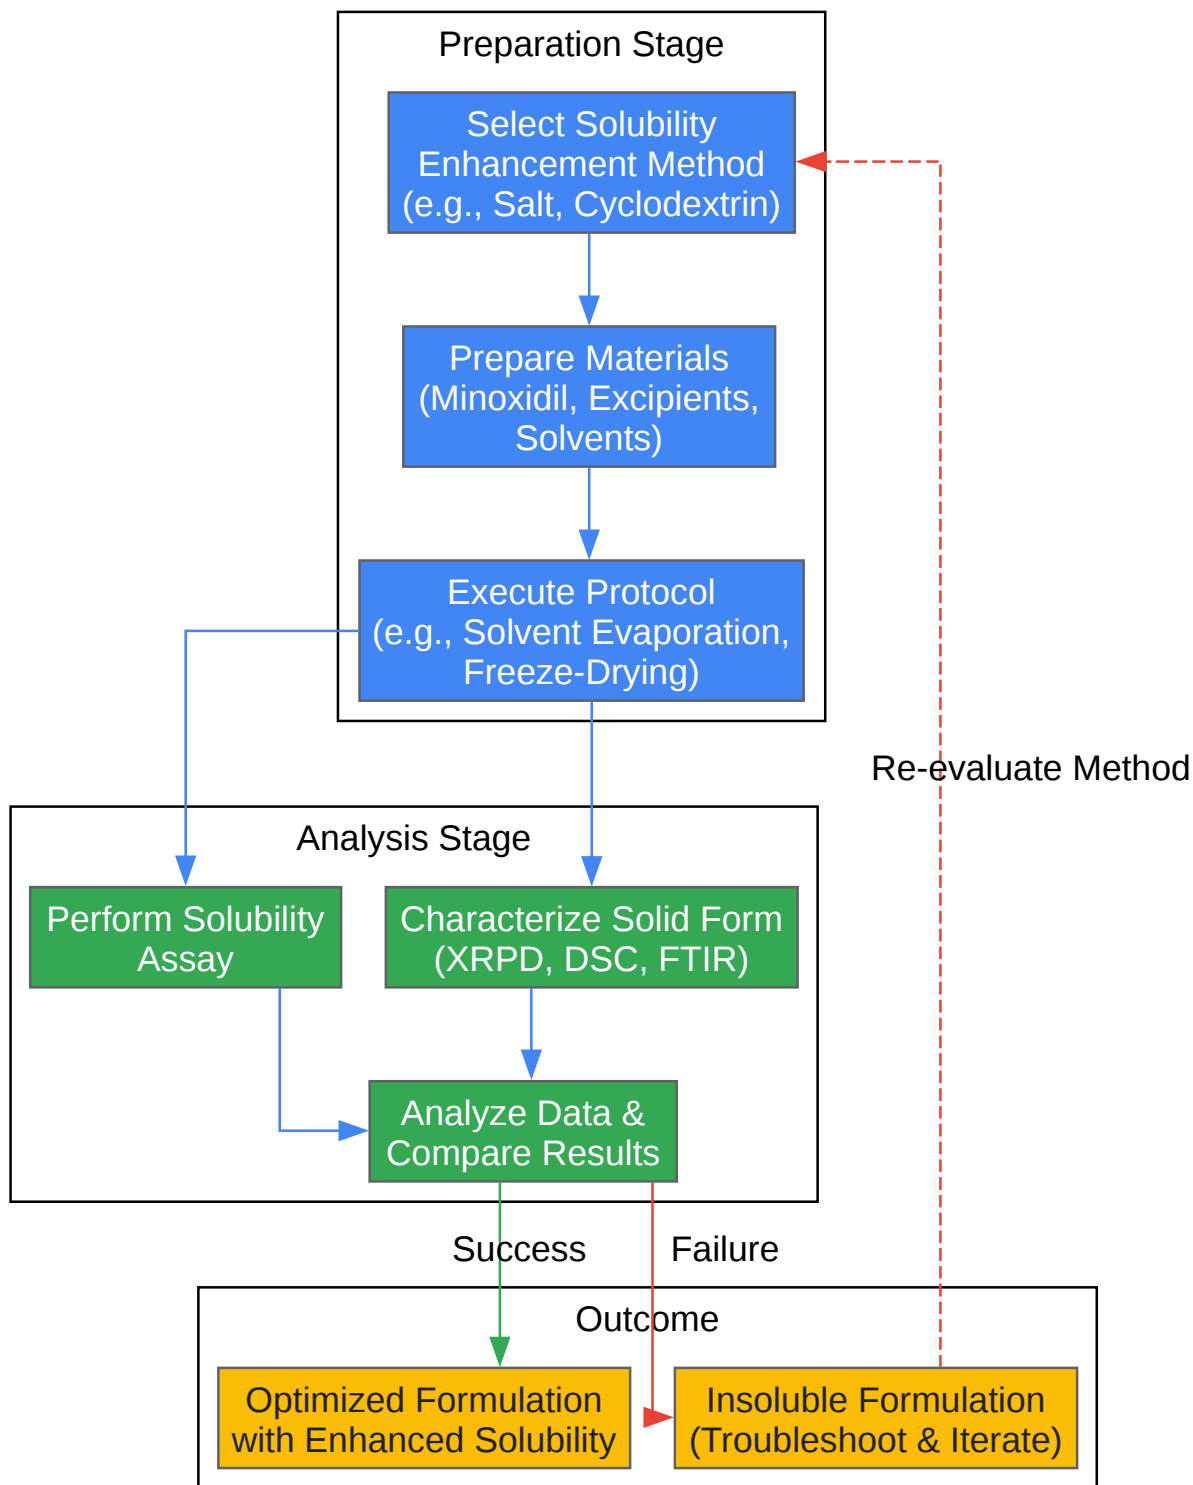 Preparation Stage
Select Solubility
Enhancement Method
(e.g., Salt, Cyclodextrin)
Prepare Materials
(Minoxidil, Excipients,
Solvents)
Execute Protocol
(e.g., Solvent Evaporation,
Freeze-Drying)
Re-evaluate Method
Analysis Stage
Perform Solubility
Assay
Characterize Solid Form
(XRPD, DSC, FTIR)
Analyze Data &
Compare Results
Success
Failure
Outcome
Optimized Formulation
with Enhanced Solubility
Insoluble Formulation
(Troubleshoot & Iterate)